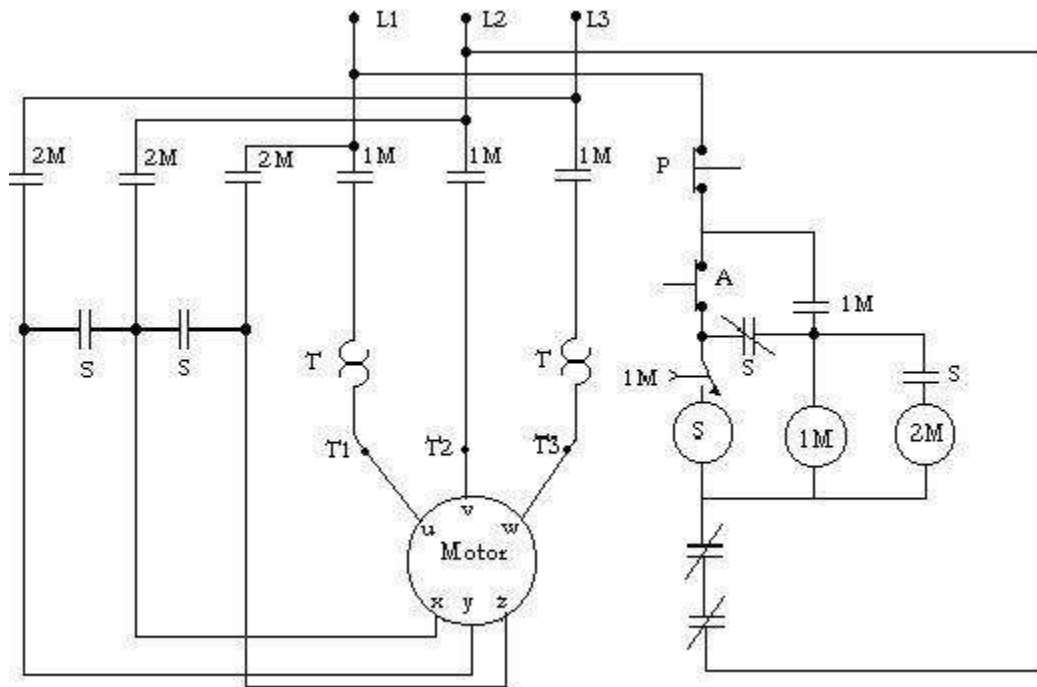 L1 L2 L3
2M 2M 2M 1M 1M 1M
P
A
1M
S S T T 1M S S
S 1M 2M
T1 T2 T3
u v w
Motor
x y z